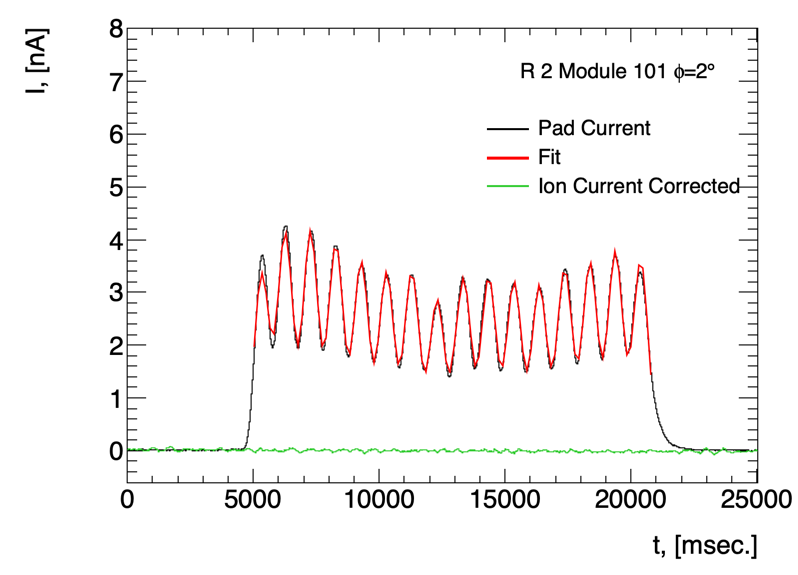 I, [nA]
8
7
6
5
4
3
2
1
0
R 2 Module 101 ϕ=2°
Pad Current
Fit
Ion Current Corrected
0 5000 10000 15000 20000 25000
t, [msec.]